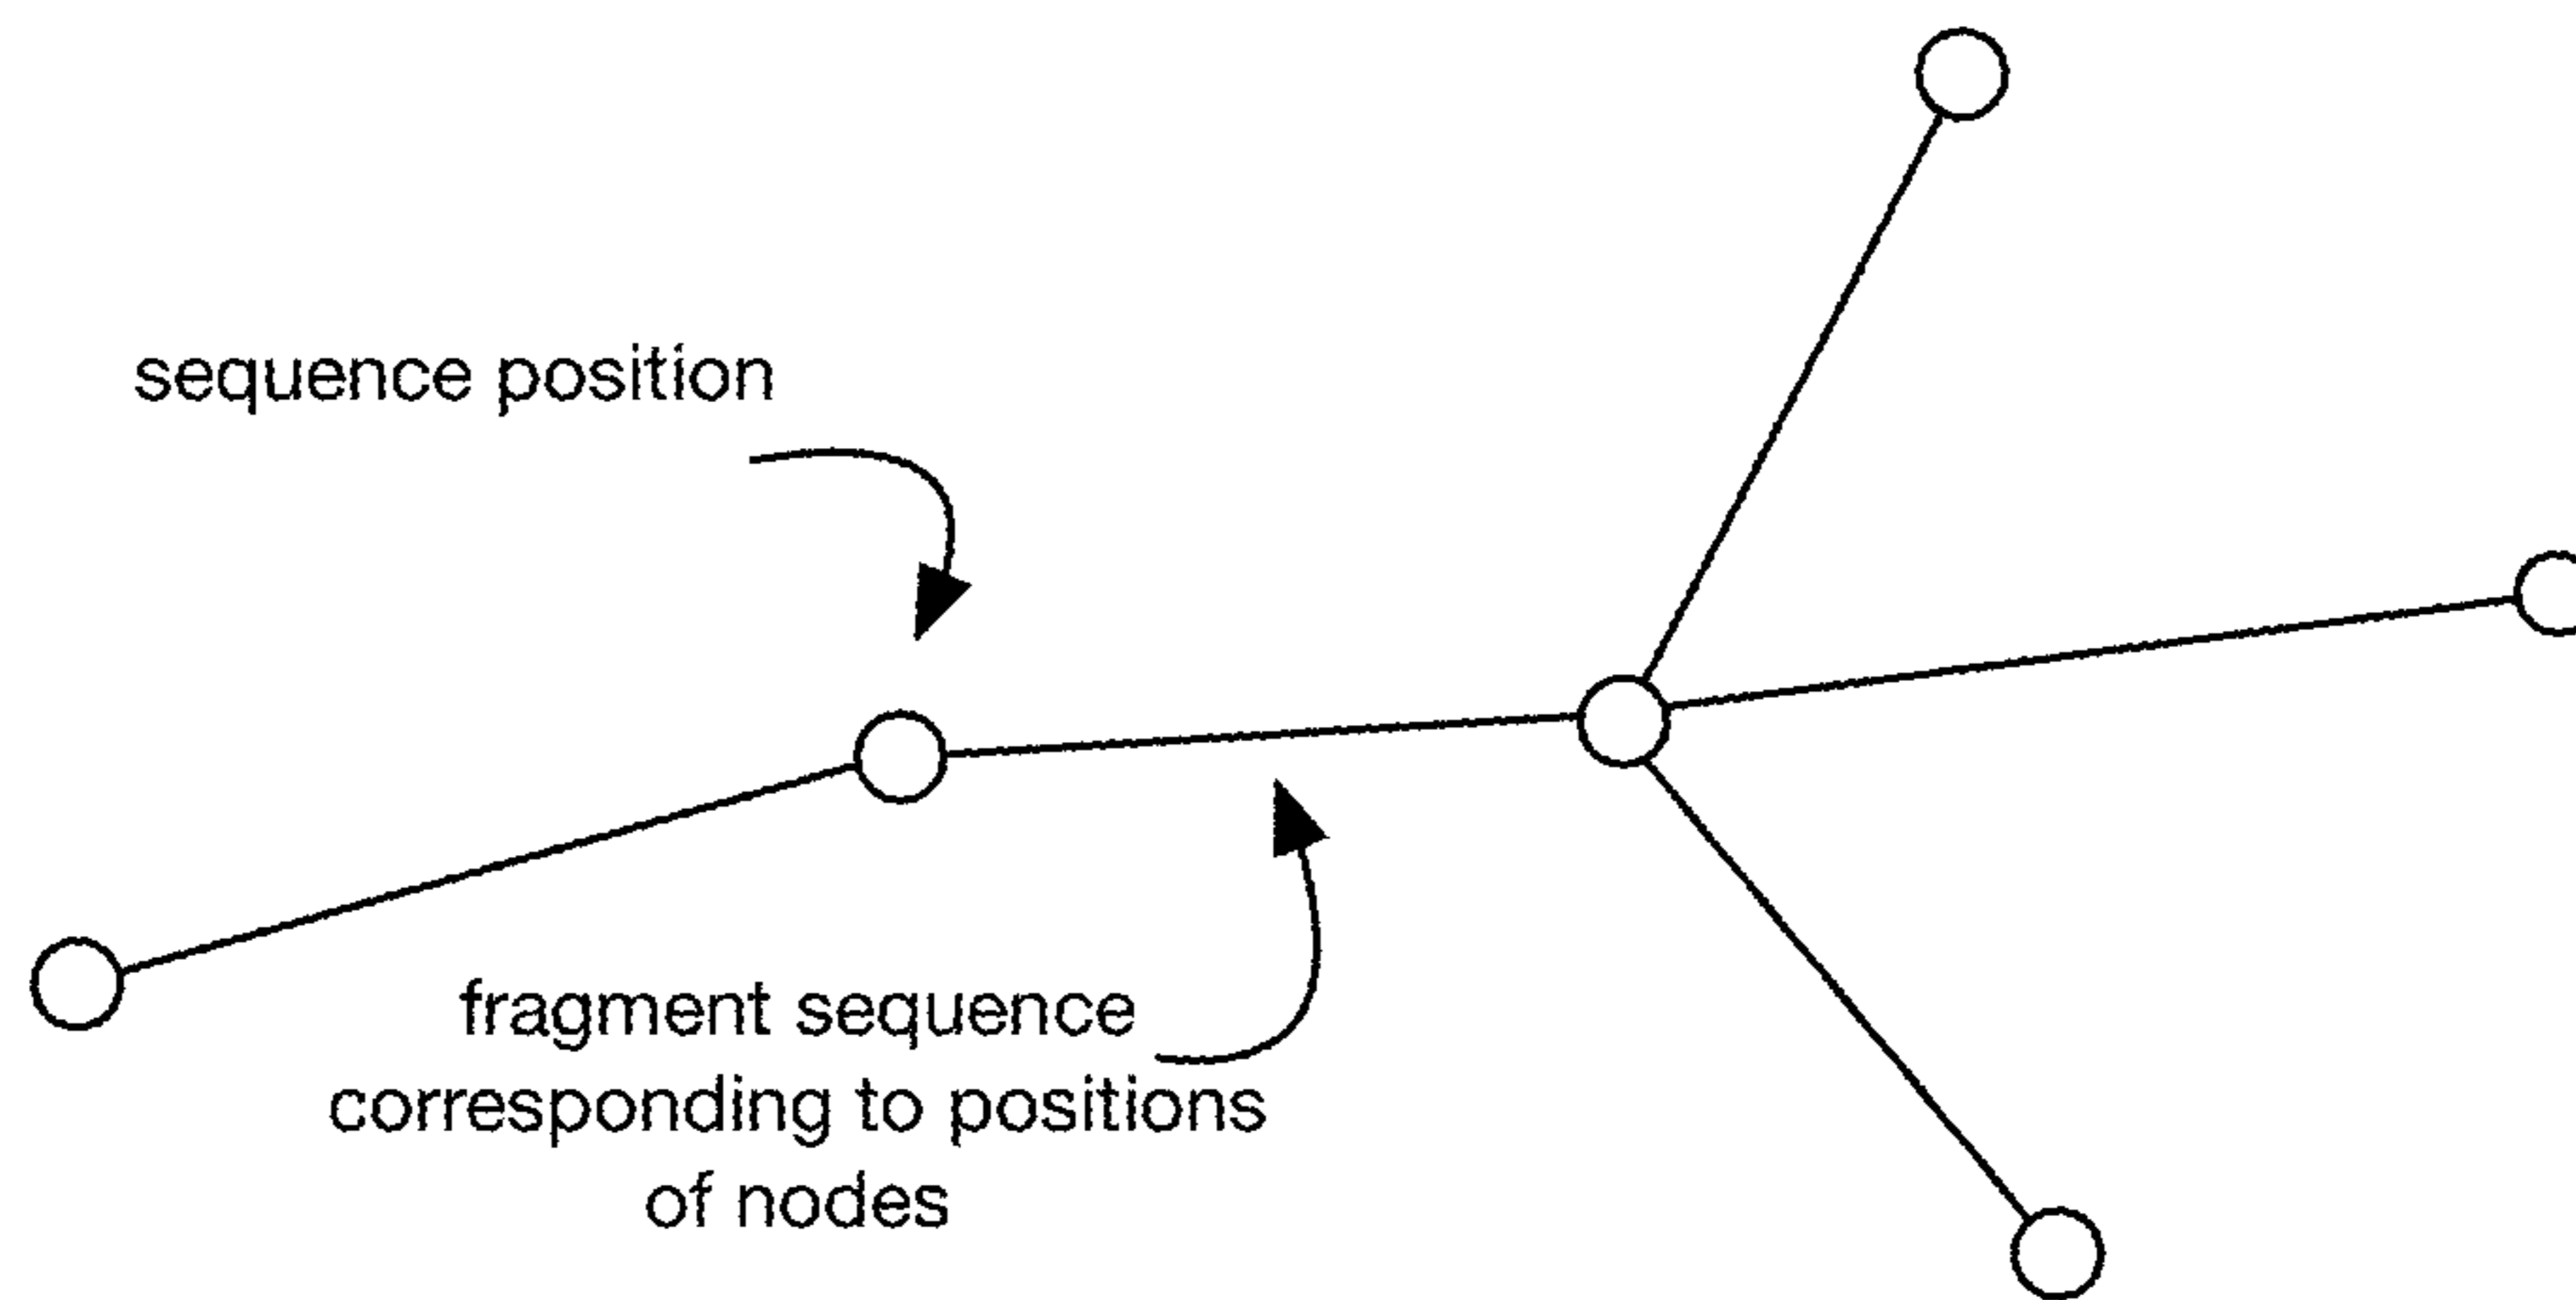 sequence position
fragment sequence
corresponding to positions
of nodes